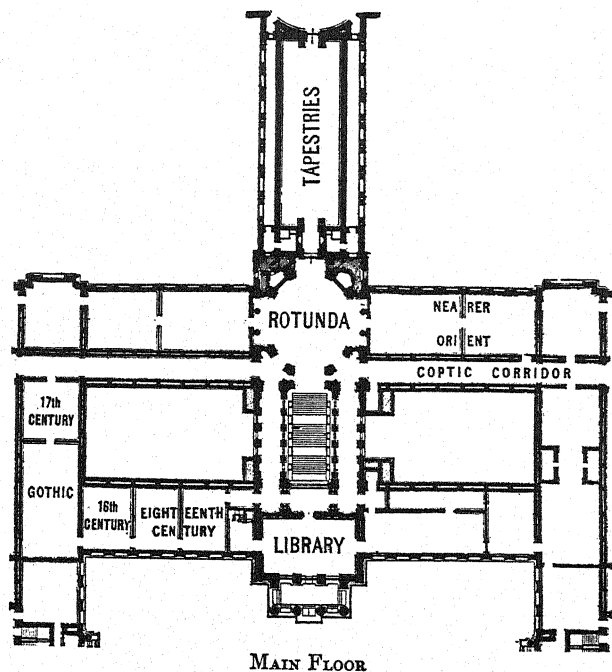 TAPESTRIES
ROTUNDA
NEARER
ORIENT
COPTIC CORRIDOR
17th
CENTURY
GOTHIC
16th
CENTURY
EIGHTEENTH
CENTURY
LIBRARY
MAIN FLOOR